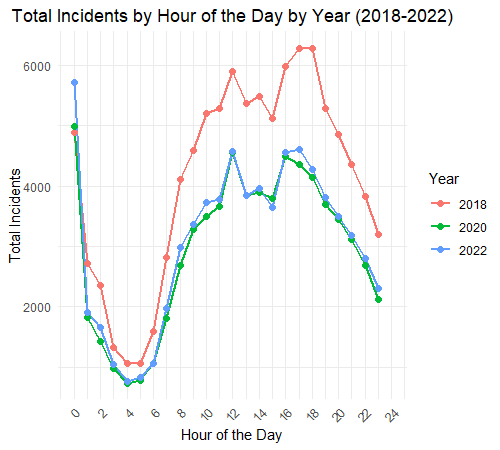 Total Incidents by Hour of the Day by Year (2018-2022)
6000
4000
2000
Total Incidents
0 2 4 6 8 10 12 14 16 18 20 22 24
Hour of the Day
Year
2018
2020
2022